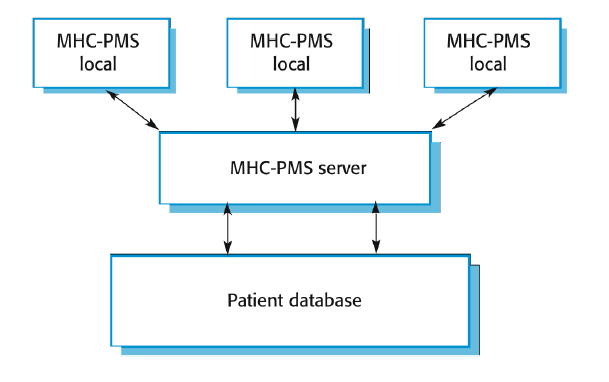 MHC-PMS
local
MHC-PMS
local
MHC-PMS
local
MHC-PMS server
Patient database